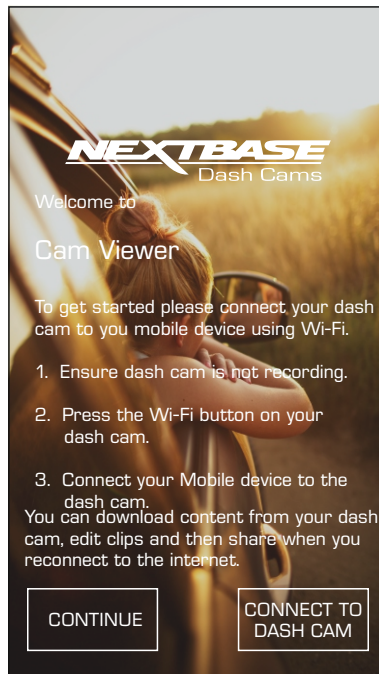 NEXTBASE
Dash Cams
Welcome to
Cam Viewer
To get started please connect your dash
cam to you mobile device using Wi-Fi.
1. Ensure dash cam is not recording.
2. Press the Wi-Fi button on your
dash cam.
3. Connect your Mobile device to the
dash cam.
You can download content from your dash
cam, edit clips and then share when you
reconnect to the internet.
CONTINUE
CONNECT TO
DASH CAM